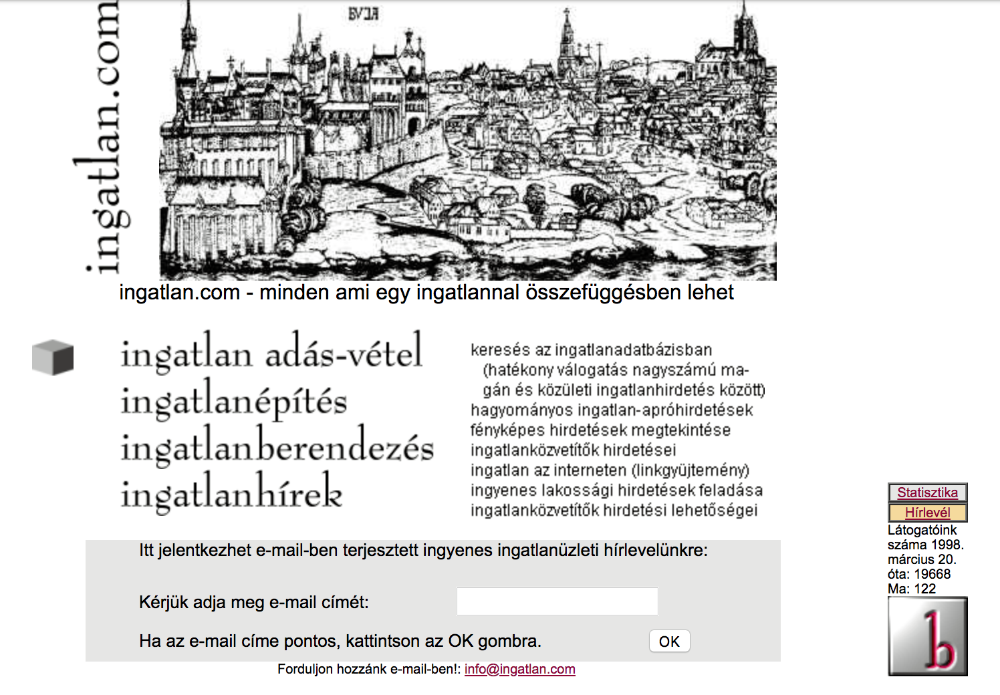 ingatlan.com
BVDA
ingatlan.com - minden ami egy ingatlannal összefüggésben lehet
ingatlan adás-vétel
ingatlanépítés
ingatlanberendezés
ingatlanhírek
keresés az ingatlanadatbázisban
(hatékony válogatás nagyszámú ma-
gán és közületi ingatlanhirdetés között)
hagyományos ingatlan-apróhirdetések
fényképes hirdetések megtekintése
ingatlanközvetítők hirdetései
ingatlan az interneten (linkgyüjtemény)
ingyenes lakossági hirdetések feladása
ingatlanközvetítők hirdetési lehetőségei
Statisztika
Hírlevél
Látogatóink
száma 1998.
március 20.
óta: 19668
Ma: 122
b
Itt jelentkezhet e-mail-ben terjesztett ingyenes ingatlanüzleti hírlevelünkre:
Kérjük adja meg e-mail címét:
Ha az e-mail címe pontos, kattintson az OK gombra.
OK
Forduljon hozzánk e-mail-ben!: info@ingatlan.com